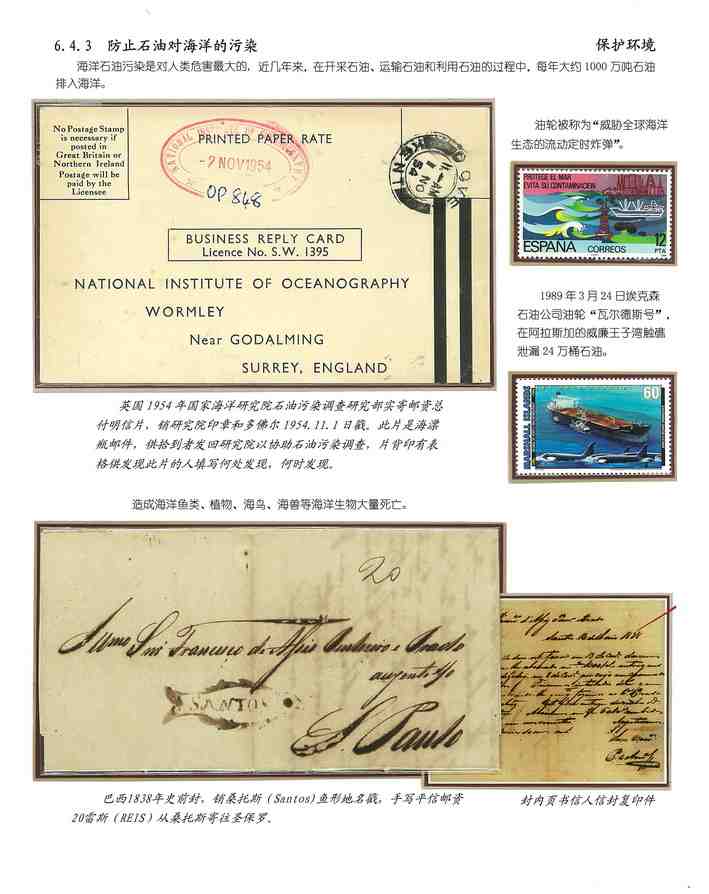 6.4.3 防止石油对海洋的污染
保护环境
海洋石油污染是对人类危害最大的，近几年来，在开采石油、运输石油和利用石油的过程中，每年大约1000万吨石油
排入海洋。
No Postage Stamp
is necessary if
posted in
Great Britain or
Northern Ireland
Postage will be
paid by the
Licensee
PRINTED PAPER RATE
-2 NOV 1954
OP 848
BUSINESS REPLY CARD
Licence No. S.W. 1395
NATIONAL INSTITUTE OF OCEANOGRAPHY
WORMLEY
Near GODALMING
SURREY, ENGLAND
油轮被称为“威胁全球海洋
生态的流动定时炸弹”。
PROTEGE EL MAR
EVITA SU CONTAMINACION
ESPAÑA
CORREOS
12
PTA
1989年3月24日埃克森
石油公司油轮“瓦尔德斯号”，
在阿拉斯加的威廉王子湾触礁
泄漏24万桶石油。
MARSHALL ISLANDS
60
英国1954年国家海洋研究院石油污染调查研究部实寄邮资总
付明信片，销研究院印章和多佛尔1954.11.1日戳。此片是海漂
瓶邮件，供拾到者发回研究院以协助石油污染调查，片背印有表
格供发现此片的人填写何处发现，何时发现。
造成海洋鱼类、植物、海鸟、海兽等海洋生物大量死亡。
20
SANTOS
S. Paulo
巴西1838年史前封，销桑托斯（Santos)鱼形地名戳，手写平信邮资
20雷斯（REIS）从桑托斯寄往圣保罗。
封内页书信人信封复印件